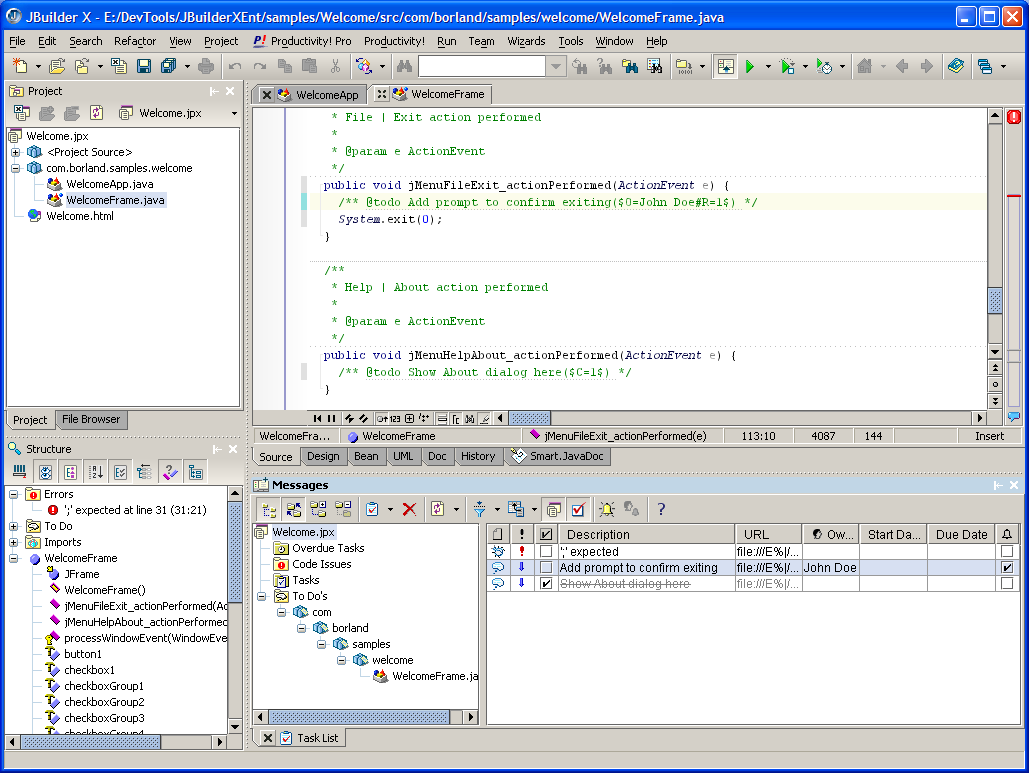 JBuilder X - E:/DevTools/JBuilderXEnt/samples/Welcome/src/com/borland/samples/welcome/WelcomeFrame.java
File Edit Search Refactor View Project P! Productivity! Pro Productivity! Run Team Wizards Tools Window Help
Project
Welcome.jpx
Welcome.jpx
<Project Source>
com.borland.samples.welcome
WelcomeApp.java
WelcomeFrame.java
Welcome.html
Project File Browser
WelcomeApp WelcomeFrame
* File | Exit action performed
*
* @param e ActionEvent
*/
public void jMenuFileExit_actionPerformed(ActionEvent e) {
/** @todo Add prompt to confirm exiting($O=John Doe#R=1$) */
System.exit(0);
}
/**
* Help | About action performed
*
* @param e ActionEvent
*/
public void jMenuHelpAbout_actionPerformed(ActionEvent e) {
/** @todo Show About dialog here($C=1$) */
}
WelcomeFra... WelcomeFrame jMenuFileExit_actionPerformed(e) 113:10 4087 144 Insert
Source Design Bean UML Doc History Smart.JavaDoc
Structure
Errors
';' expected at line 31 (31:21)
To Do
Imports
WelcomeFrame
JFrame
WelcomeFrame()
jMenuFileExit_actionPerformed(Ac
jMenuHelpAbout_actionPerformed
processWindowEvent(WindowEve
button1
checkbox1
checkboxGroup1
checkboxGroup2
checkboxGroup3
checkboxGroup4
Messages
Welcome.jpx
Overdue Tasks
Code Issues
Tasks
To Do's
com
borland
samples
welcome
WelcomeFrame.ja
! Description URL Ow... Start Da... Due Date
';' expected file:///E%|/...
Add prompt to confirm exiting file:///E%|/... John Doe
Show About dialog here file:///E%|/...
Task List